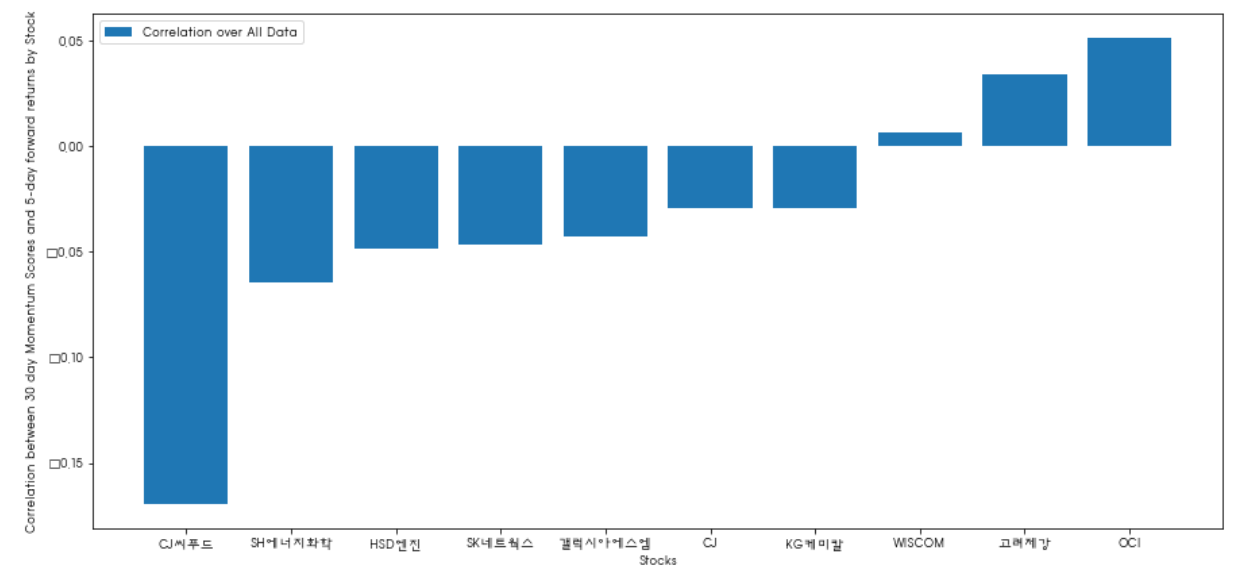 Correlation between 30 day Momentum Scores and 5-day forward returns by Stock
Correlation over All Data
0.05
0.00
□0.05
□0.10
□0.15
CJ씨푸드 SH에너지화학 HSD엔진 SK네트웍스 갤럭시아에스엠 CJ KG케미칼 WISCOM 고려제강 OCI
Stocks